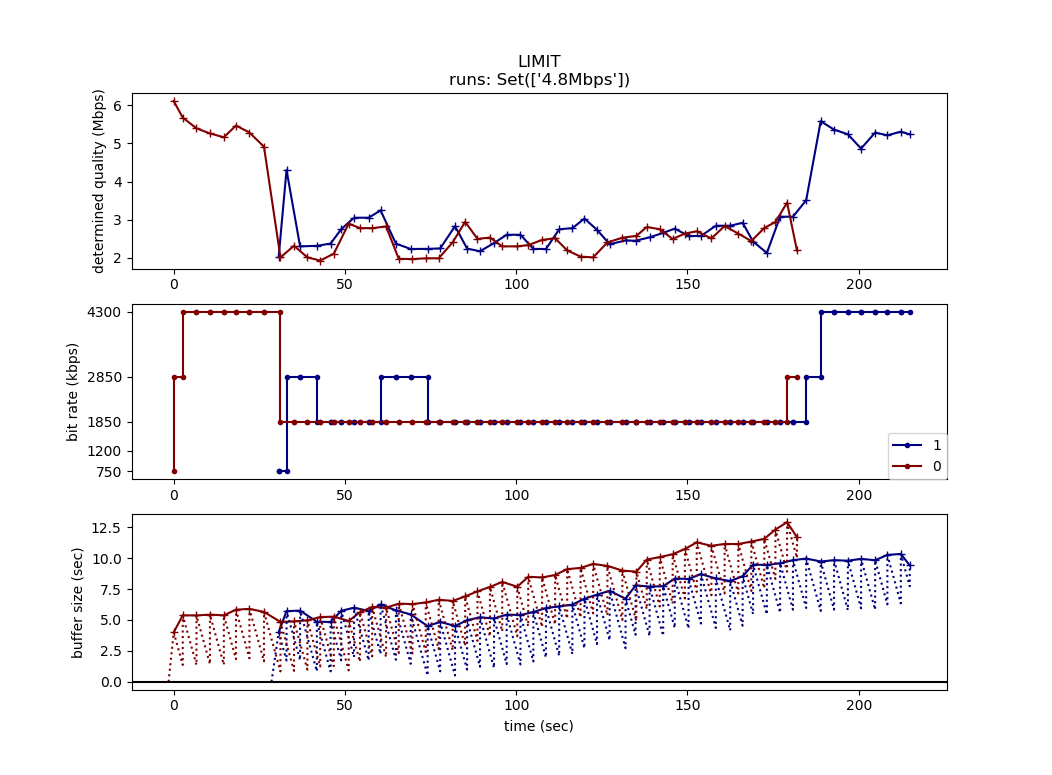 LIMIT
runs: Set(['4.8Mbps'])
determined quality (Mbps)
6
5
4
3
2
0 50 100 150 200
bit rate (kbps)
4300
2850
1850
1200
750
1
0
0 50 100 150 200
buffer size (sec)
12.5
10.0
7.5
5.0
2.5
0.0
0 50 100 150 200
time (sec)